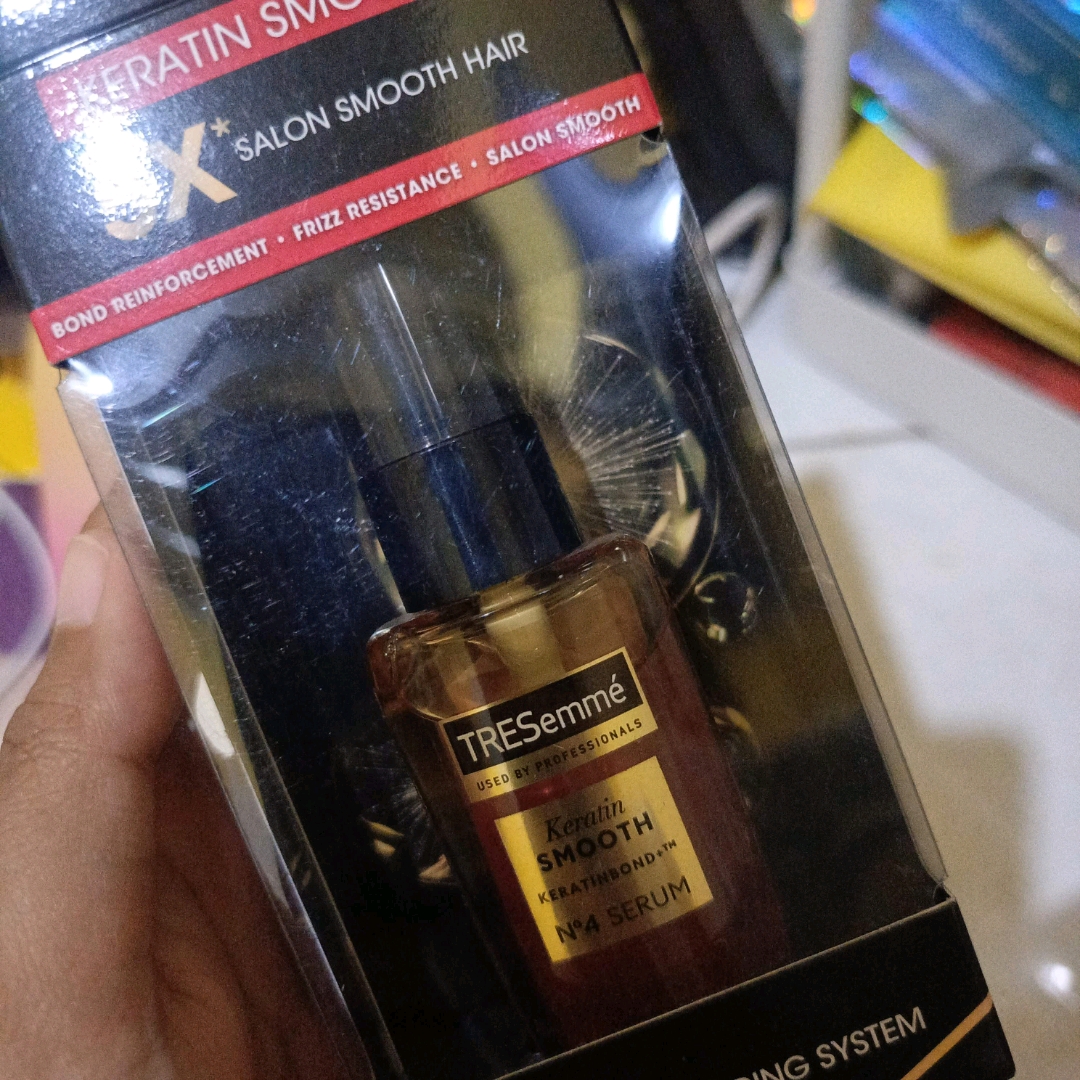 KERATIN SMO
X* SALON SMOOTH HAIR
BOND REINFORCEMENT • FRIZZ RESISTANCE • SALON SMOOTH
TRESemmé
USED BY PROFESSIONALS
Keratin
SMOOTH
KERATINBOND+™
Nº4 SERUM
DING SYSTEM